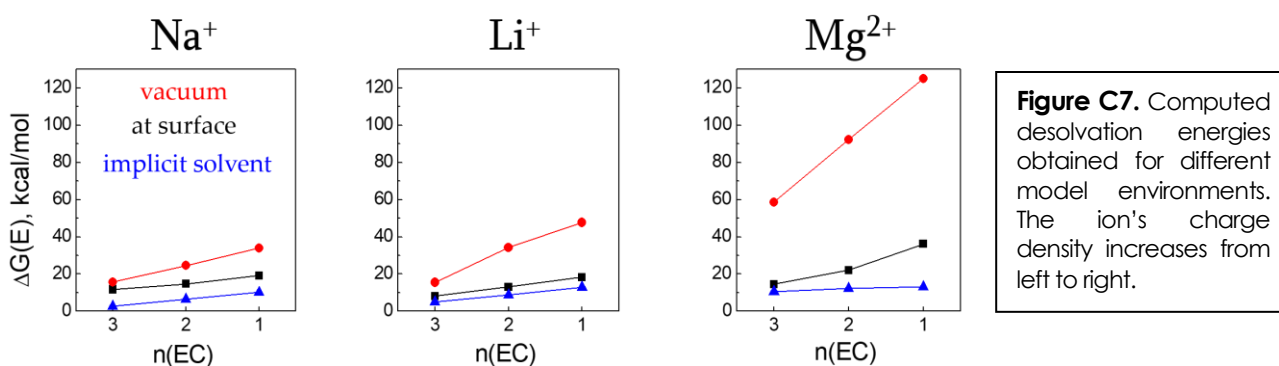 Na⁺
Li⁺
Mg²⁺
ΔG(E), kcal/mol
120
100
80
60
40
20
0
vacuum
at surface
implicit solvent
3 2 1
n(EC)
120
100
80
60
40
20
0
3 2 1
n(EC)
120
100
80
60
40
20
0
3 2 1
n(EC)
Figure C7. Computed
desolvation energies
obtained for different
model environments.
The ion's charge
density increases from
left to right.